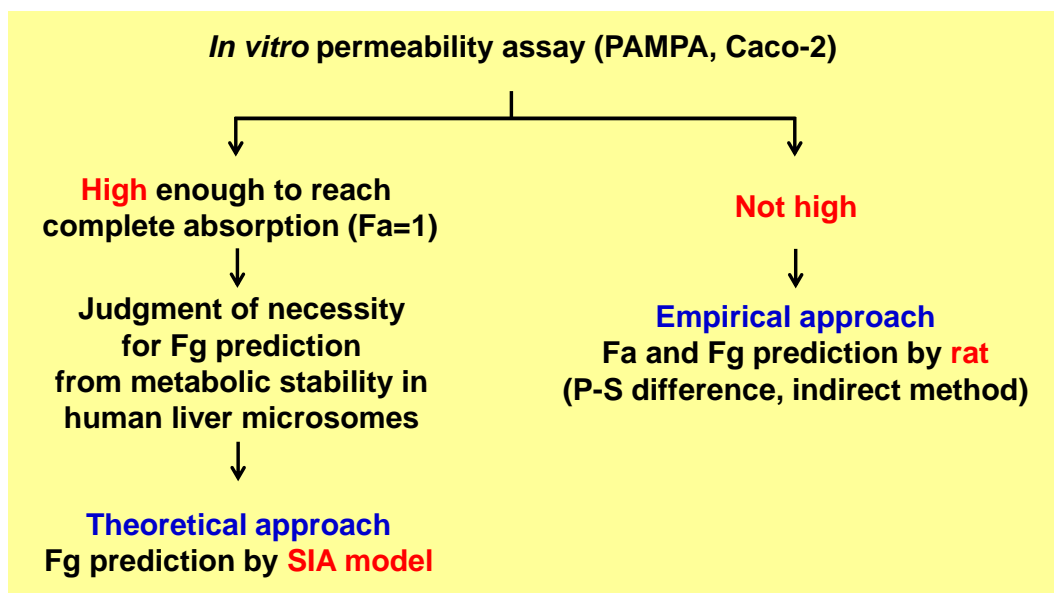 In vitro permeability assay (PAMPA, Caco-2)
High enough to reach
complete absorption (Fa=1)
Judgment of necessity
for Fg prediction
from metabolic stability in
human liver microsomes
Theoretical approach
Fg prediction by SIA model
Not high
Empirical approach
Fa and Fg prediction by rat
(P-S difference, indirect method)